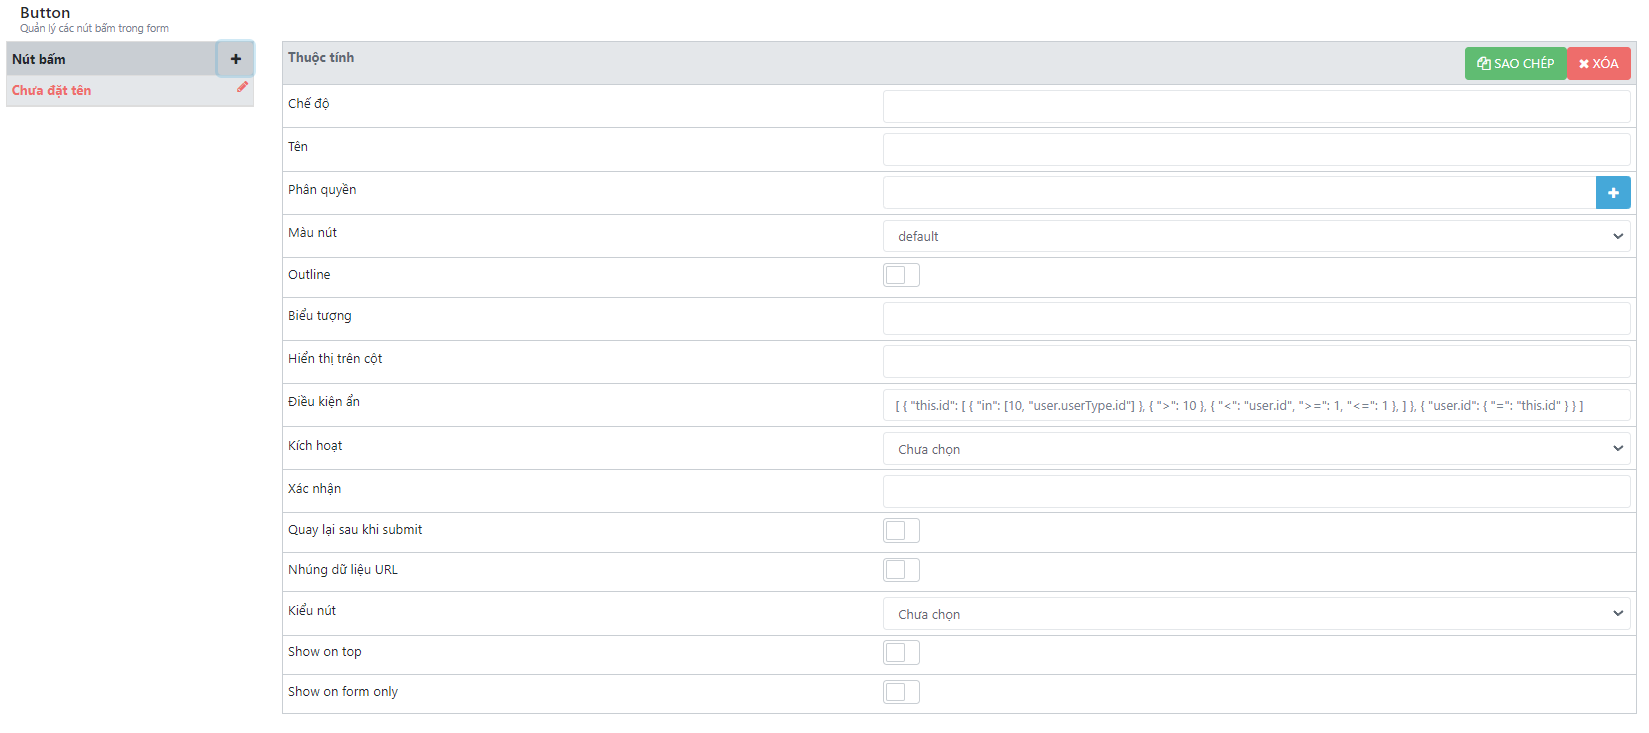 Button
Quản lý các nút bấm trong form
Nút bấm
Chưa đặt tên
Thuộc tính
SAO CHÉP
XÓA
Chế độ
Tên
Phân quyền
Màu nút
default
Outline
Biểu tượng
Hiển thị trên cột
Điều kiện ẩn
[ { "this.id": [ { "in": [10, "user.userType.id"] }, { ">": 10 }, { "<": "user.id", ">=": 1, "<=": 1 }, ] }, { "user.id": { "=": "this.id" } } ]
Kích hoạt
Chưa chọn
Xác nhận
Quay lại sau khi submit
Nhúng dữ liệu URL
Kiểu nút
Chưa chọn
Show on top
Show on form only